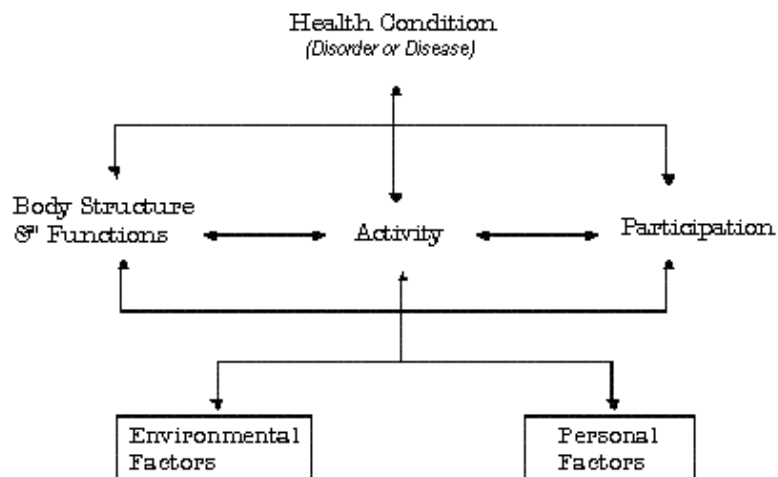 Health Condition
(Disorder or Disease)
Body Structure
& Functions
Activity
Participation
Environmental
Factors
Personal
Factors